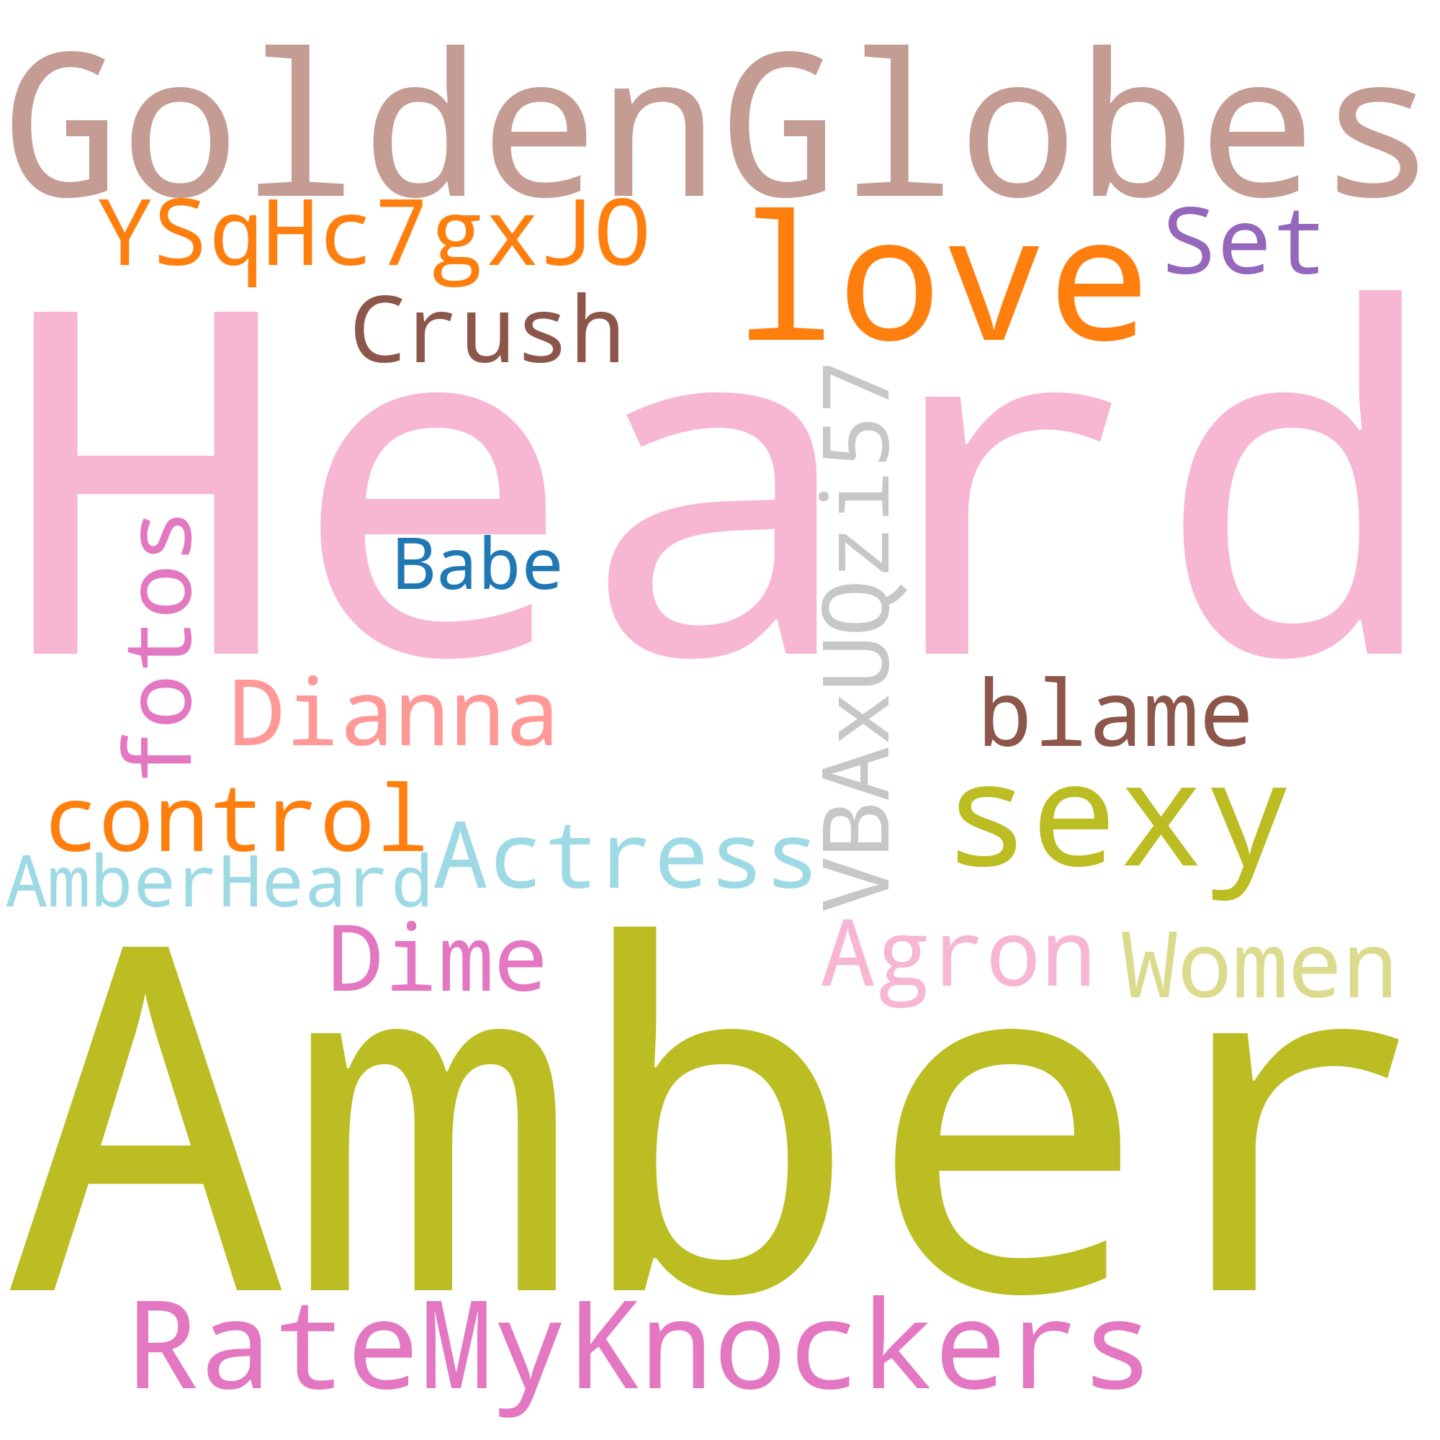 GoldenGlobes
YSqHc7gxJO
love
Set
Crush
Heard
VBAxUQzi57
fotos
Babe
Dianna
blame
control
sexy
Actress
AmberHeard
Dime
Agron
Women
Amber
RateMyKnockers